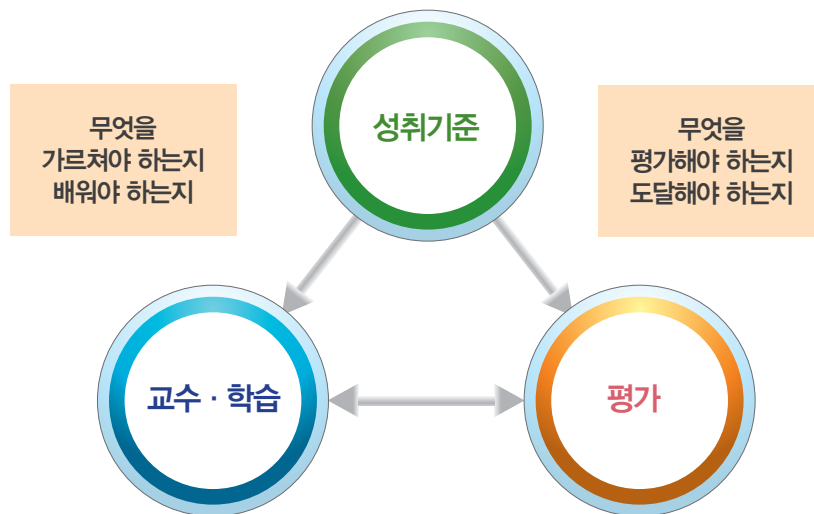 성취기준
무엇을
가르쳐야 하는지
배워야 하는지
무엇을
평가해야 하는지
도달해야 하는지
교수 · 학습
평가